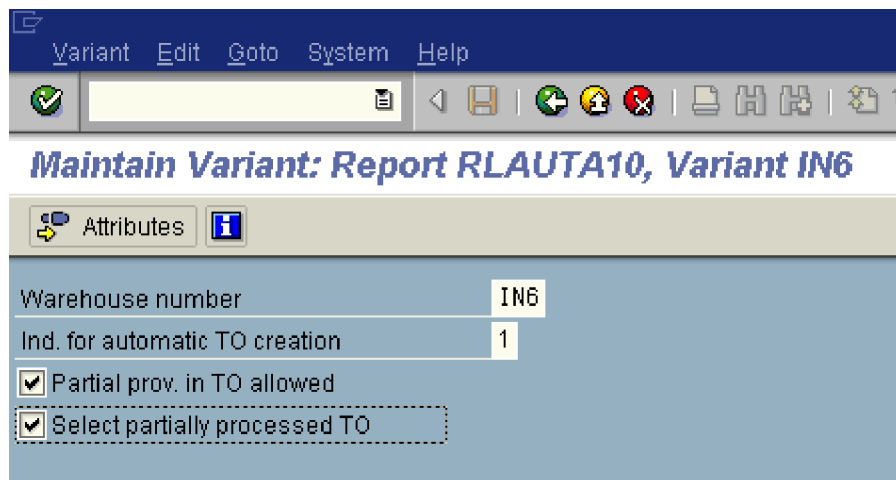 Variant Edit Goto System Help
Maintain Variant: Report RLAUTA10, Variant IN6
Attributes
Warehouse number IN6
Ind. for automatic TO creation 1
Partial prov. in TO allowed
Select partially processed TO